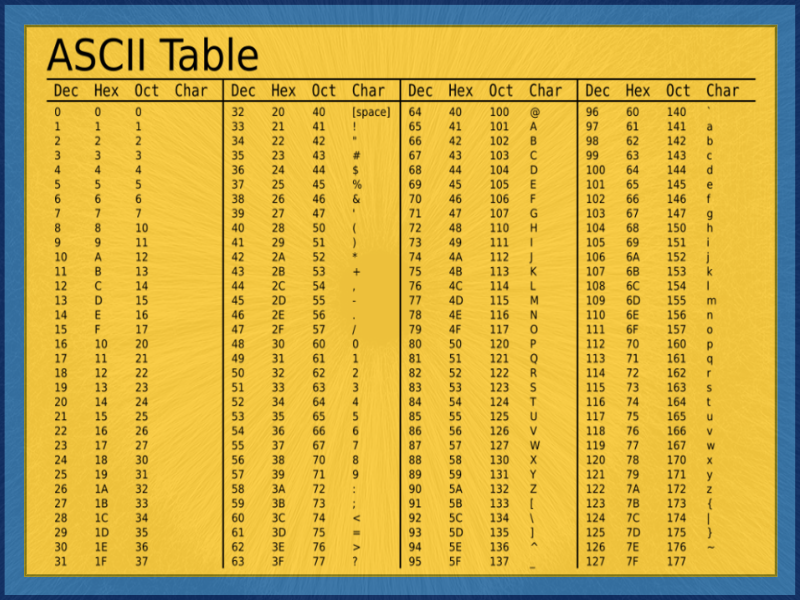 ASCII Table
Dec Hex Oct Char Dec Hex Oct Char Dec Hex Oct Char Dec Hex Oct Char
0 0 0 32 20 40 [space] 64 40 100 @ 96 60 140 `
1 1 1 33 21 41 ! 65 41 101 A 97 61 141 a
2 2 2 34 22 42 " 66 42 102 B 98 62 142 b
3 3 3 35 23 43 # 67 43 103 C 99 63 143 c
4 4 4 36 24 44 $ 68 44 104 D 100 64 144 d
5 5 5 37 25 45 % 69 45 105 E 101 65 145 e
6 6 6 38 26 46 & 70 46 106 F 102 66 146 f
7 7 7 39 27 47 ' 71 47 107 G 103 67 147 g
8 8 10 40 28 50 ( 72 48 110 H 104 68 150 h
9 9 11 41 29 51 ) 73 49 111 I 105 69 151 i
10 A 12 42 2A 52 * 74 4A 112 J 106 6A 152 j
11 B 13 43 2B 53 + 75 4B 113 K 107 6B 153 k
12 C 14 44 2C 54 , 76 4C 114 L 108 6C 154 l
13 D 15 45 2D 55 - 77 4D 115 M 109 6D 155 m
14 E 16 46 2E 56 . 78 4E 116 N 110 6E 156 n
15 F 17 47 2F 57 / 79 4F 117 O 111 6F 157 o
16 10 20 48 30 60 0 80 50 120 P 112 70 160 p
17 11 21 49 31 61 1 81 51 121 Q 113 71 161 q
18 12 22 50 32 62 2 82 52 122 R 114 72 162 r
19 13 23 51 33 63 3 83 53 123 S 115 73 163 s
20 14 24 52 34 64 4 84 54 124 T 116 74 164 t
21 15 25 53 35 65 5 85 55 125 U 117 75 165 u
22 16 26 54 36 66 6 86 56 126 V 118 76 166 v
23 17 27 55 37 67 7 87 57 127 W 119 77 167 w
24 18 30 56 38 70 8 88 58 130 X 120 78 170 x
25 19 31 57 39 71 9 89 59 131 Y 121 79 171 y
26 1A 32 58 3A 72 : 90 5A 132 Z 122 7A 172 z
27 1B 33 59 3B 73 ; 91 5B 133 [ 123 7B 173 {
28 1C 34 60 3C 74 < 92 5C 134 \ 124 7C 174 |
29 1D 35 61 3D 75 = 93 5D 135 ] 125 7D 175 }
30 1E 36 62 3E 76 > 94 5E 136 ^ 126 7E 176 ~
31 1F 37 63 3F 77 ? 95 5F 137 _ 127 7F 177